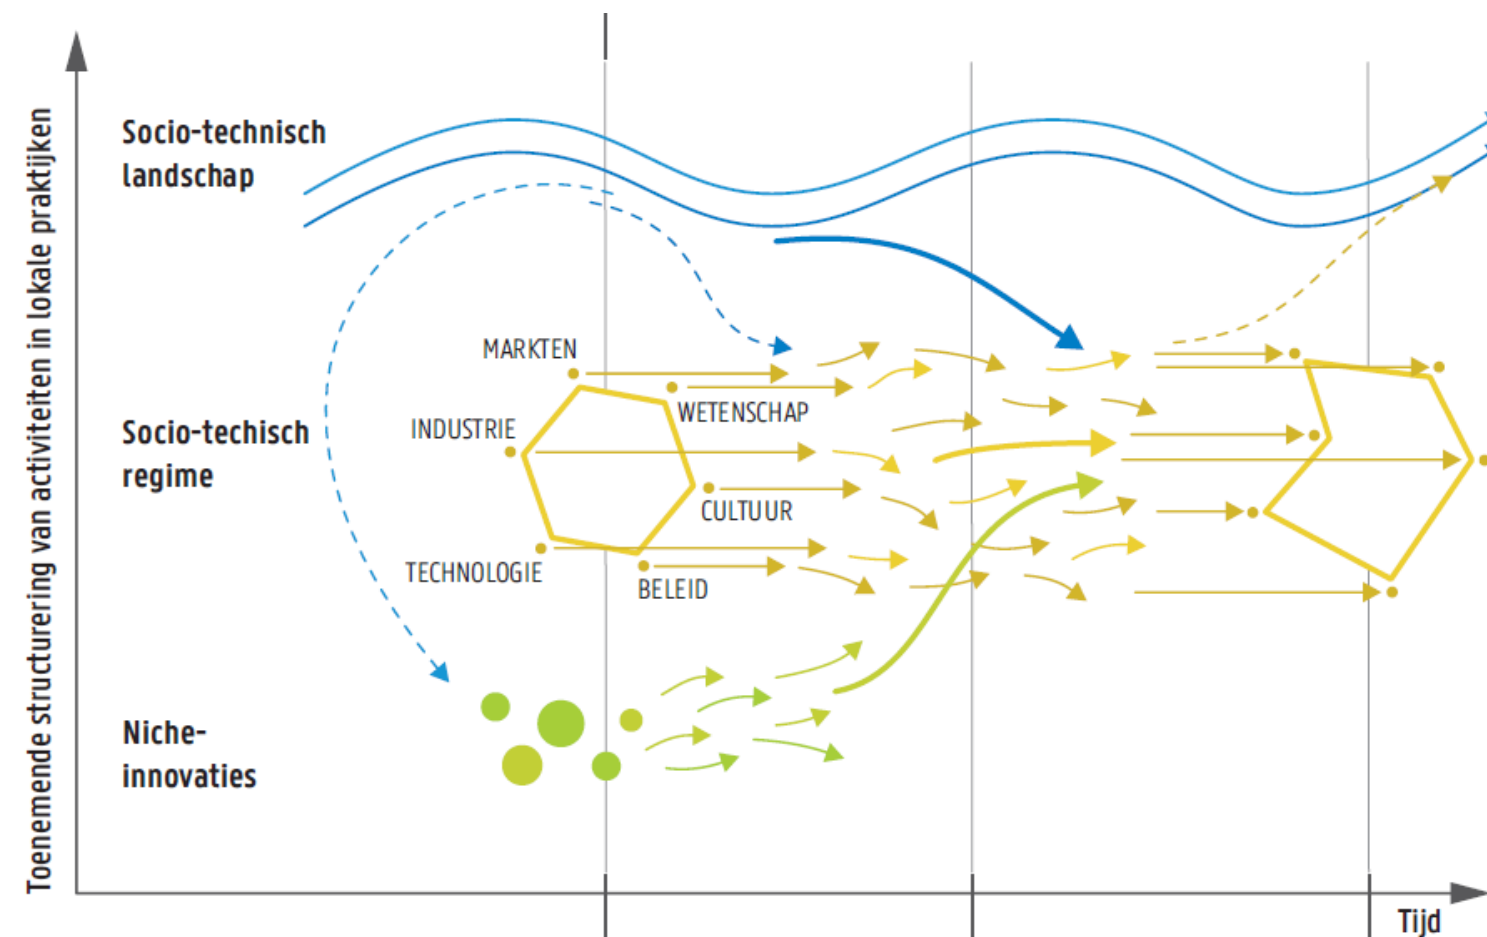 Toenemende structurering van activiteiten in lokale praktijken
Socio-technisch
landschap
MARKTEN
WETENSCHAP
INDUSTRIE
Socio-techisch
regime
CULTUUR
TECHNOLOGIE
BELEID
Niche-
innovaties
Tijd